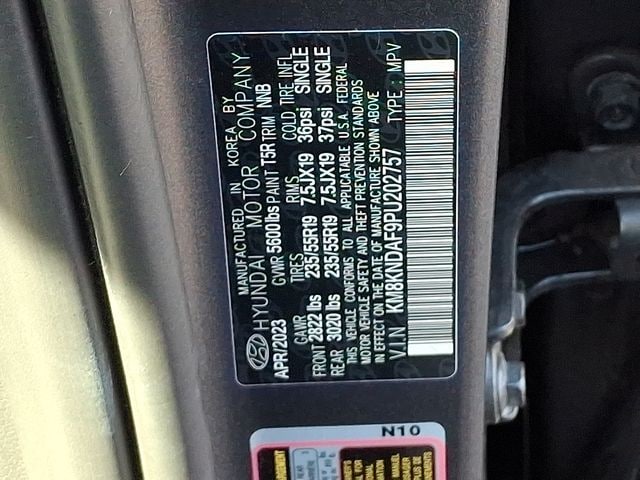 MANUFACTURED IN KOREA BY
HYUNDAI MOTOR COMPANY
APR/2023 GVWR 5600lbs PAINT T5R TRIM NNB
GAWR TIRES RIMS COLD TIRE INFL
FRONT 2822 lbs 235/55R19 7.5JX19 36psi SINGLE
REAR 3020 lbs 235/55R19 7.5JX19 37psi SINGLE
THIS VEHICLE CONFORMS TO ALL APPLICATABLE U.S.A. FEDERAL
MOTOR VEHICLE SAFETY AND THEFT PREVENTION STANDARDS
IN EFFECT ON THE DATE OF MANUFACTURE SHOWN ABOVE
V.I.N KM8KNDAF9PU202757 TYPE : MPV
N10
MANUEL